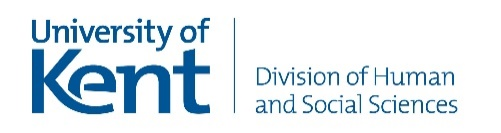 University of
Kent
Division of Human
and Social Sciences